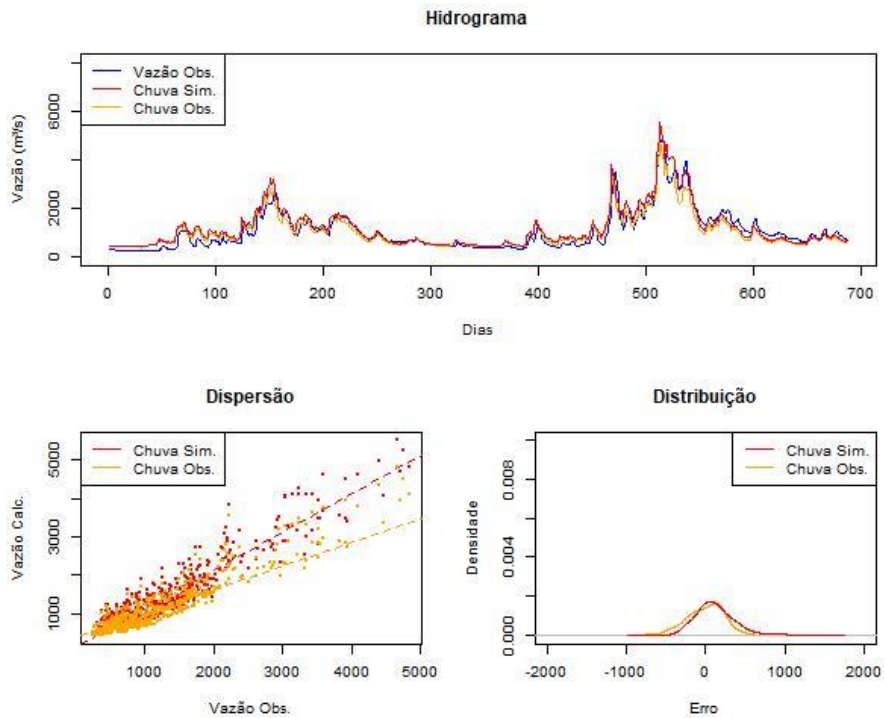 Hidrograma
Vazão (m³/s)
0 2000 6000
Vazão Obs.
Chuva Sim.
Chuva Obs.
0 100 200 300 400 500 600 700
Dias
Dispersão
Vazão Calc.
1000 3000 5000
Chuva Sim.
Chuva Obs.
1000 2000 3000 4000 5000
Vazão Obs.
Distribuição
Densidade
0.000 0.004 0.008
Chuva Sim.
Chuva Obs.
-2000 -1000 0 1000 2000
Erro